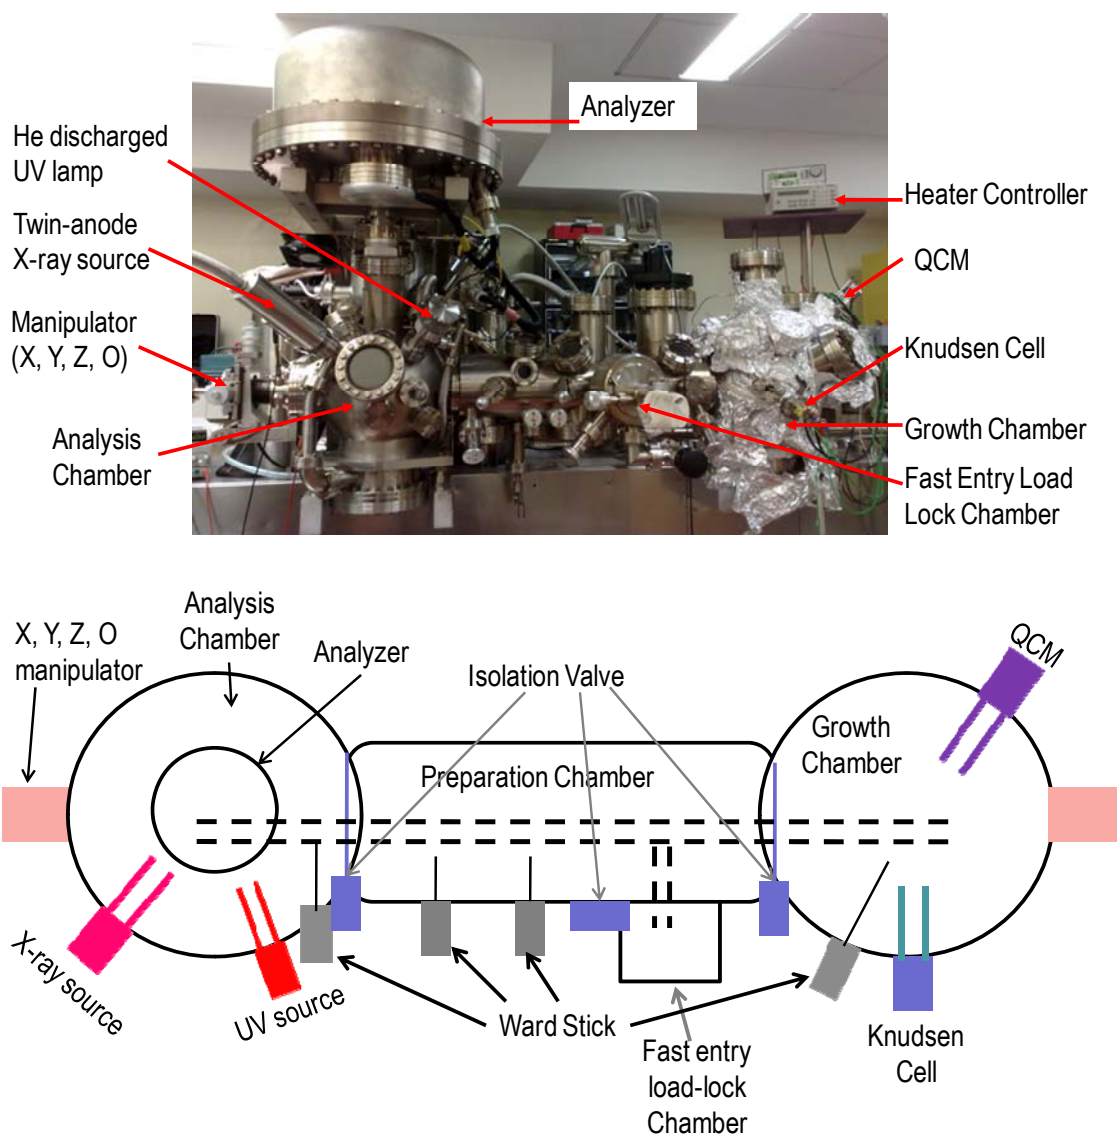 Analyzer
He discharged
UV lamp
Twin-anode
X-ray source
Manipulator
(X, Y, Z, O)
Analysis
Chamber
Heater Controller
QCM
Knudsen Cell
Growth Chamber
Fast Entry Load
Lock Chamber
X, Y, Z, O
manipulator
Analysis
Chamber
Analyzer
Isolation Valve
QCM
Growth
Chamber
Preparation Chamber
X-ray source
UV source
Ward Stick
Fast entry
load-lock
Chamber
Knudsen
Cell